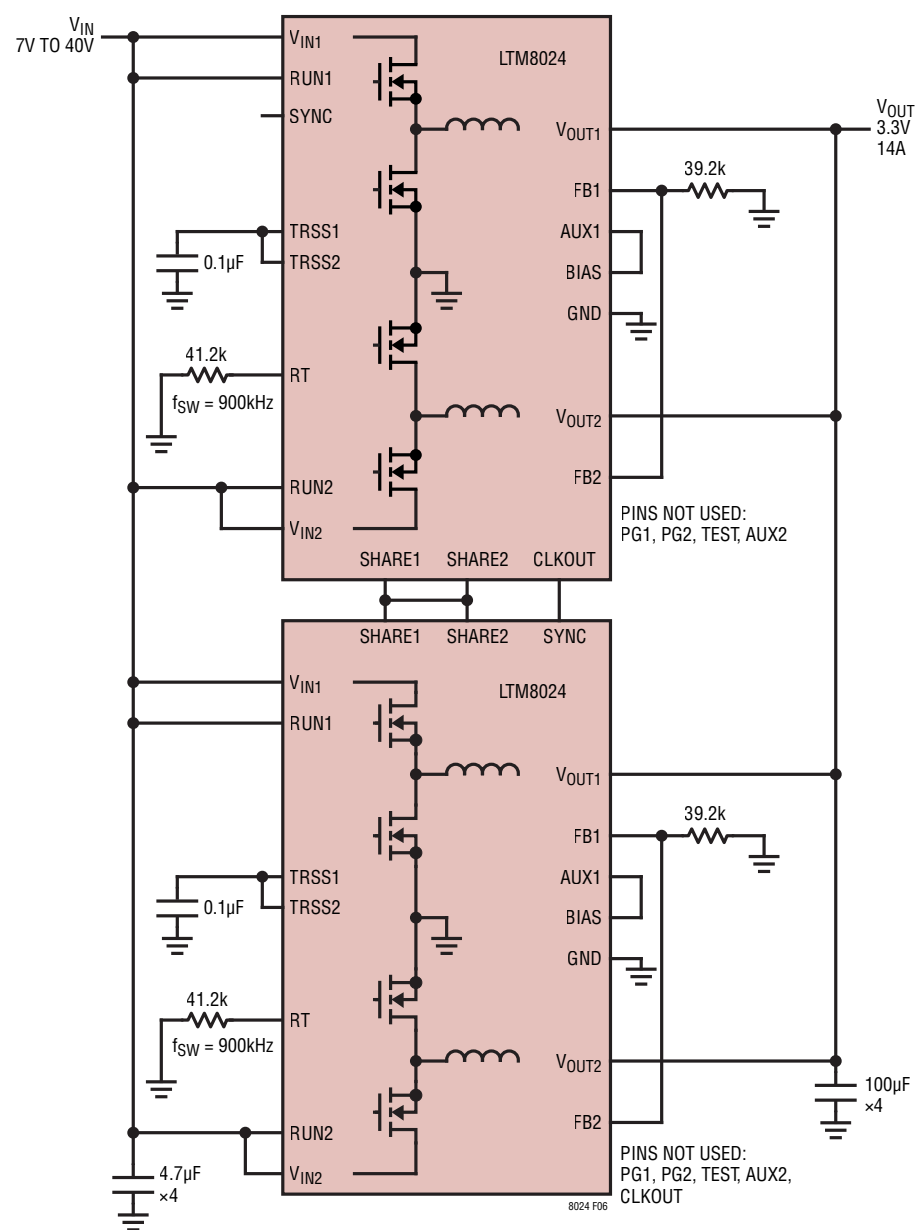 VIN
7V TO 40V
VIN1
RUN1
SYNC
TRSS1
TRSS2
0.1µF
41.2k
RT
fSW = 900kHz
RUN2
VIN2
LTM8024
VOUT1
FB1
AUX1
BIAS
GND
VOUT2
FB2
39.2k
VOUT
3.3V
14A
PINS NOT USED:
PG1, PG2, TEST, AUX2
SHARE1 SHARE2 CLKOUT
SHARE1 SHARE2 SYNC
VIN1
RUN1
TRSS1
TRSS2
0.1µF
41.2k
RT
fSW = 900kHz
RUN2
VIN2
4.7µF
×4
LTM8024
VOUT1
FB1
AUX1
BIAS
GND
VOUT2
FB2
39.2k
100µF
×4
PINS NOT USED:
PG1, PG2, TEST, AUX2,
CLKOUT
8024 F06